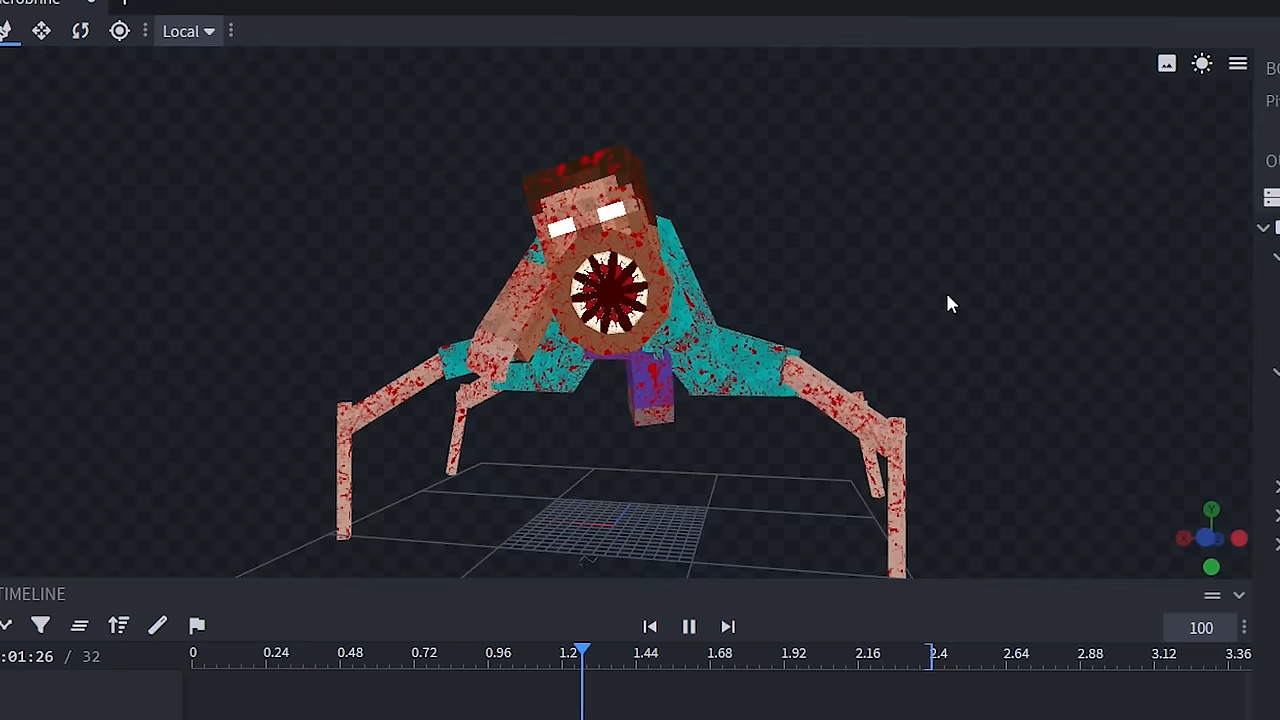 Local
TIMELINE
100
:01:26 / 32
0 0.24 0.48 0.72 0.96 1.2 1.44 1.68 1.92 2.16 2.4 2.64 2.88 3.12 3.36
Y